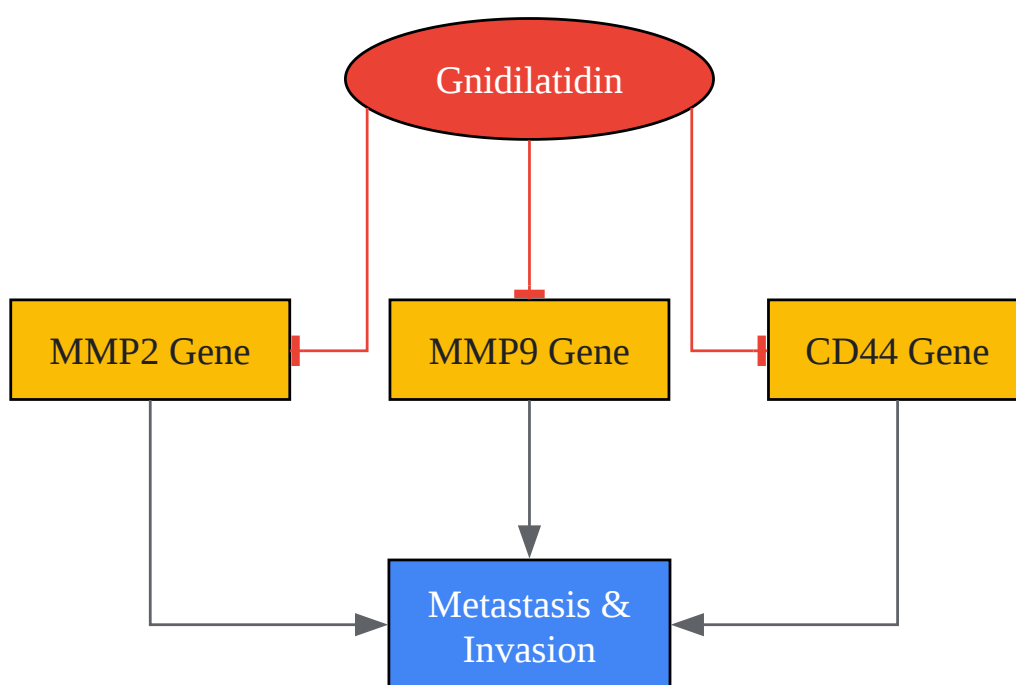 Gnidilatidin
MMP2 Gene
MMP9 Gene
CD44 Gene
Metastasis &
Invasion